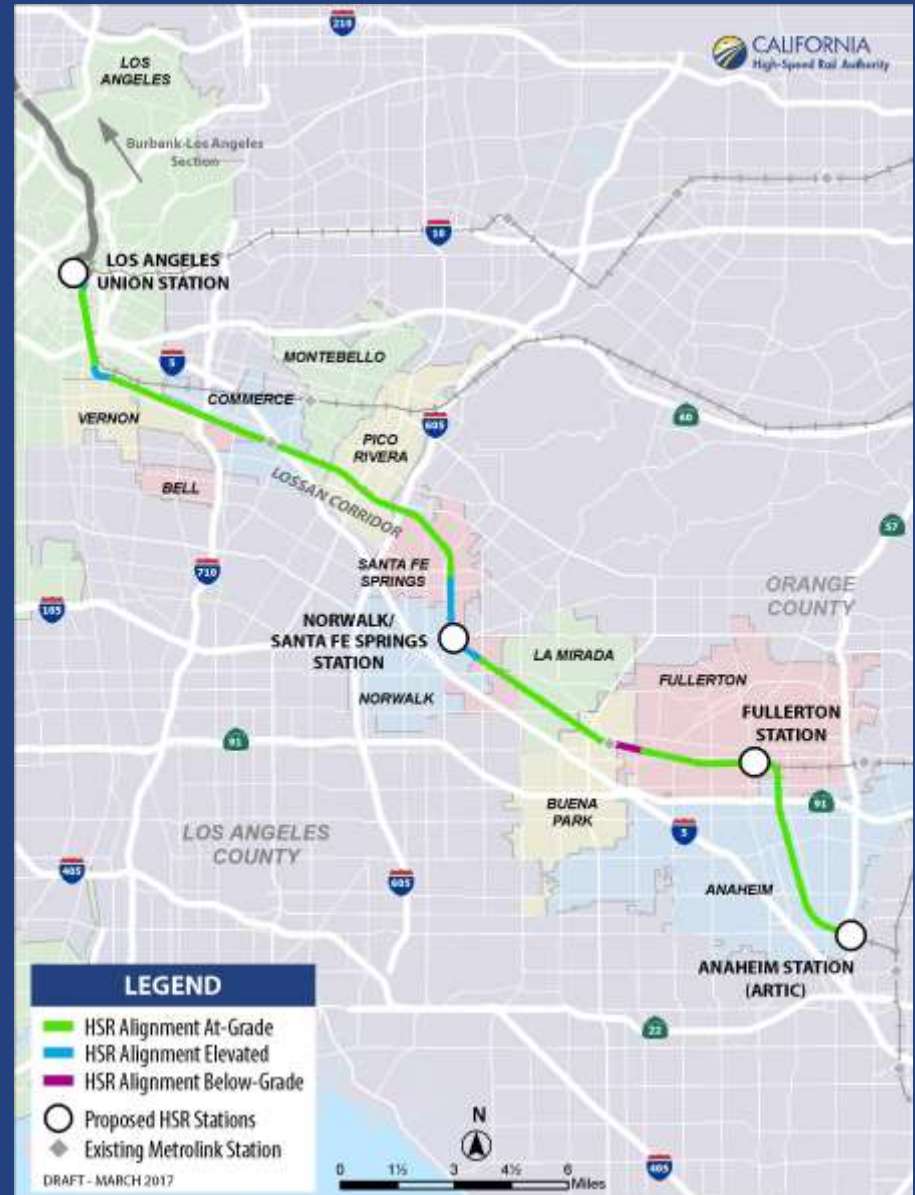 210
CALIFORNIA
High-Speed Rail Authority
LOS
ANGELES
Burbank-Los Angeles
Section
10
LOS ANGELES
UNION STATION
MONTEBELLO
5
COMMERCE
VERNON
605
60
PICO
RIVERA
BELL
LOSSAN CORRIDOR
57
SANTA FE
SPRINGS
710
ORANGE
COUNTY
105
NORWALK/
SANTA FE SPRINGS
STATION
LA MIRADA
FULLERTON
NORWALK
FULLERTON
STATION
91
BUENA
PARK
91
LOS ANGELES
COUNTY
5
405
605
ANAHEIM
ANAHEIM STATION
(ARTIC)
LEGEND
HSR Alignment At-Grade
HSR Alignment Elevated
HSR Alignment Below-Grade
Proposed HSR Stations
Existing Metrolink Station
DRAFT - MARCH 2017
22
N
0 1½ 3 4½ 6
Miles
405